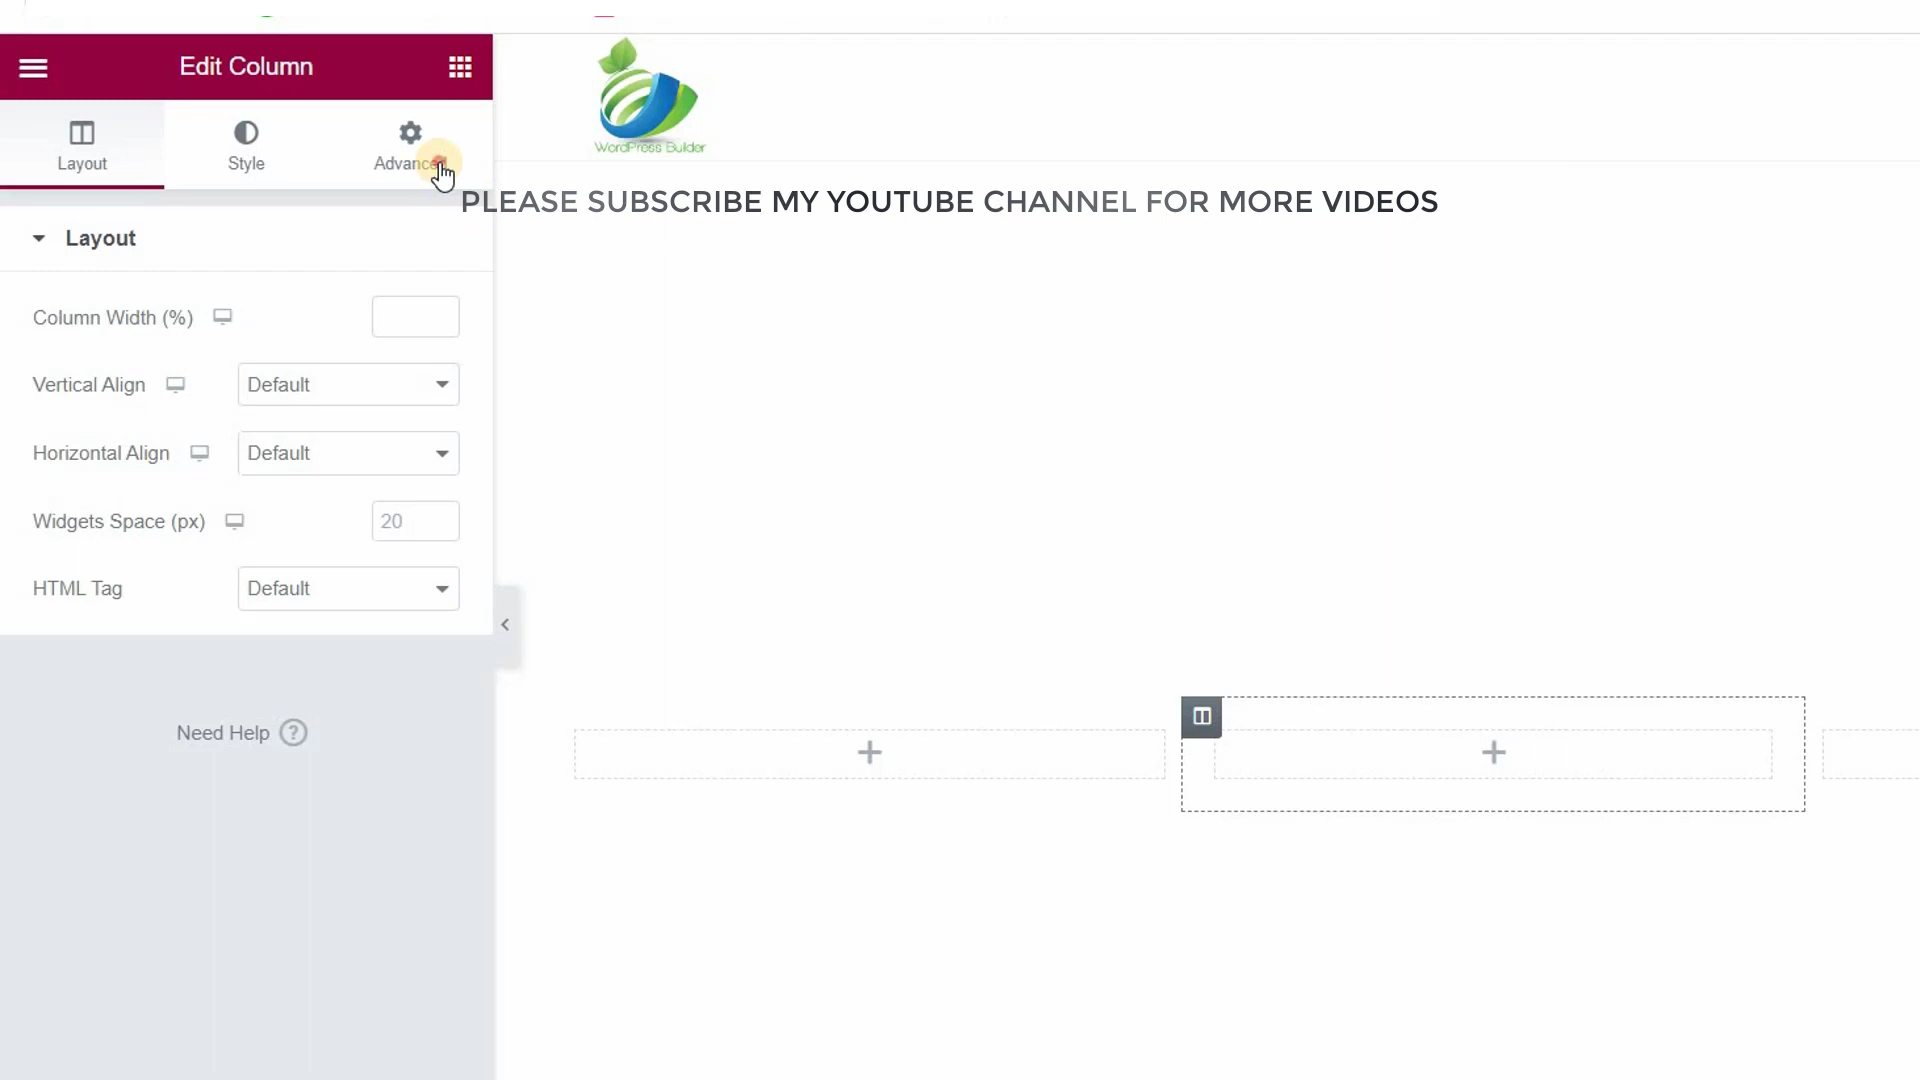 Edit Column
Layout
Style
Advanced
WordPress Builder
PLEASE SUBSCRIBE MY YOUTUBE CHANNEL FOR MORE VIDEOS
Layout
Column Width (%)
Vertical Align
Default
Horizontal Align
Default
Widgets Space (px)
20
HTML Tag
Default
Need Help ?